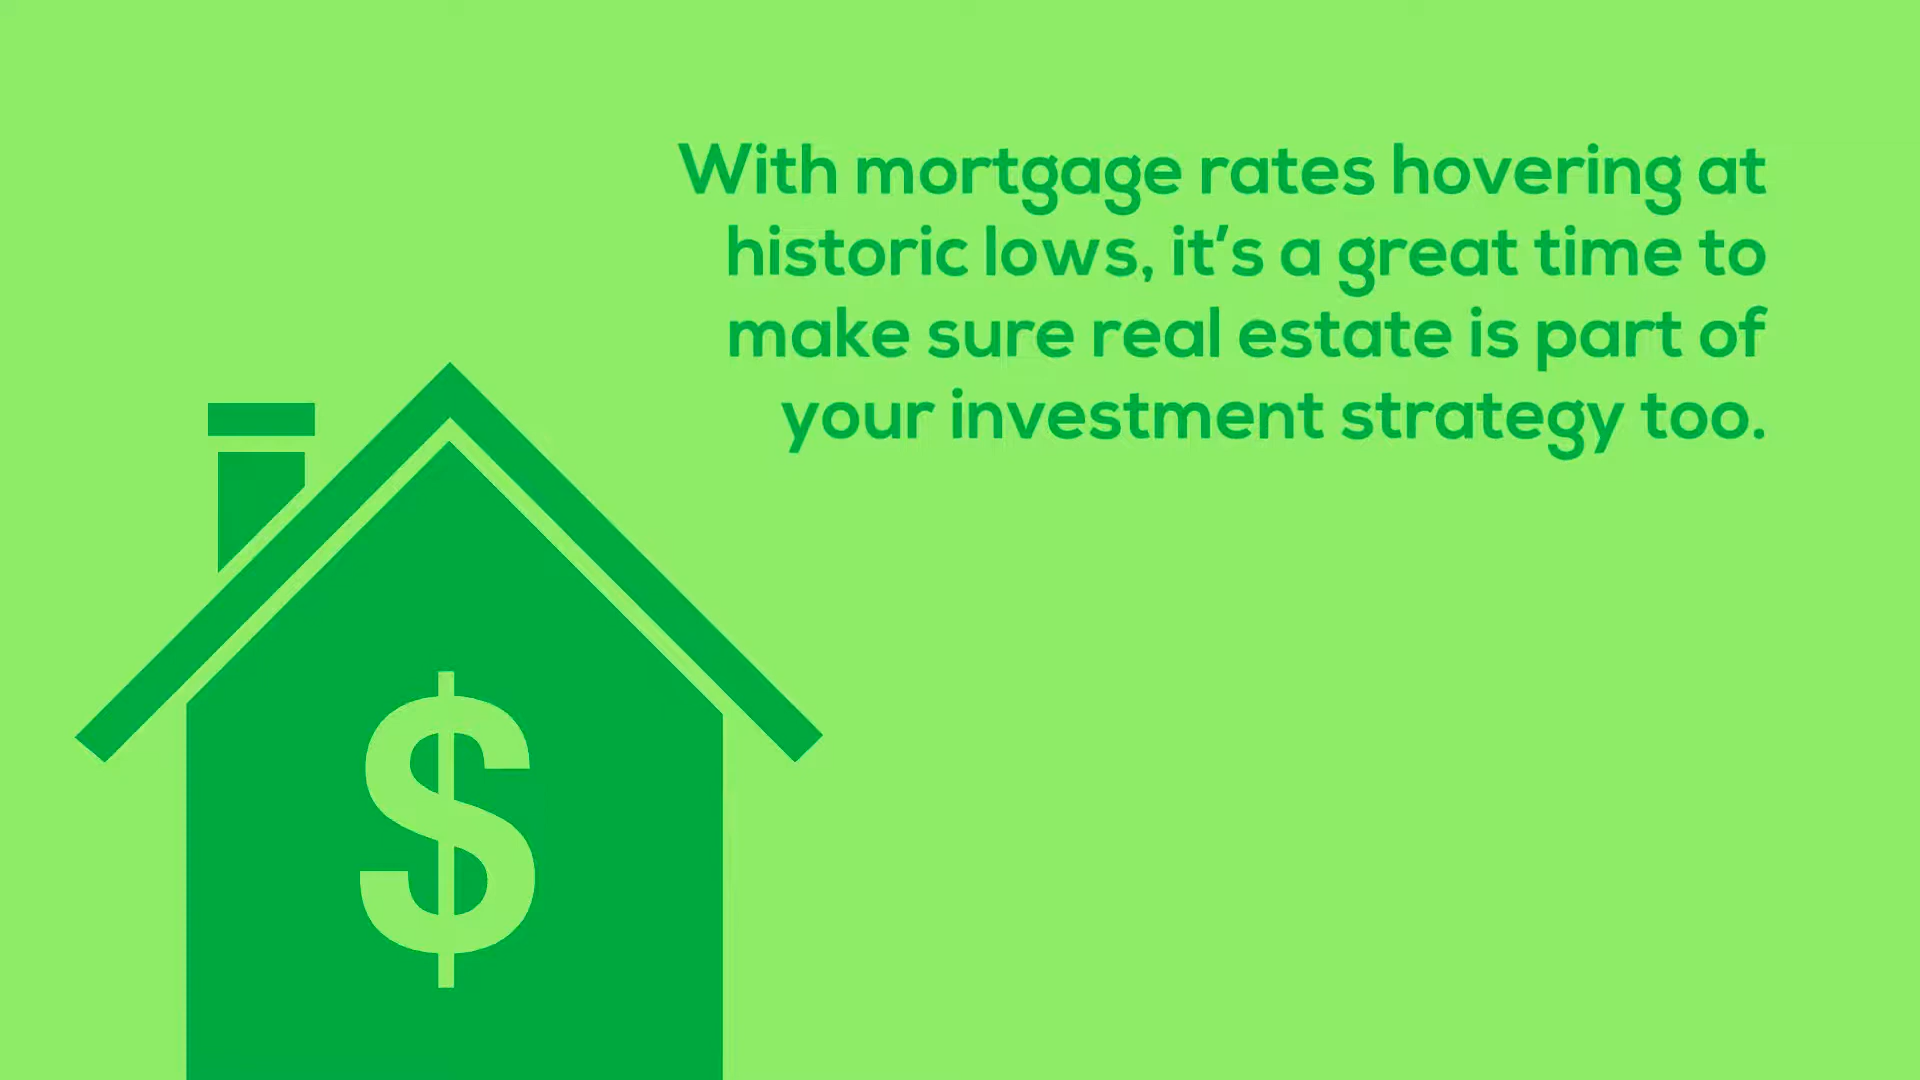 With mortgage rates hovering at
historic lows, it’s a great time to
make sure real estate is part of
your investment strategy too.
$